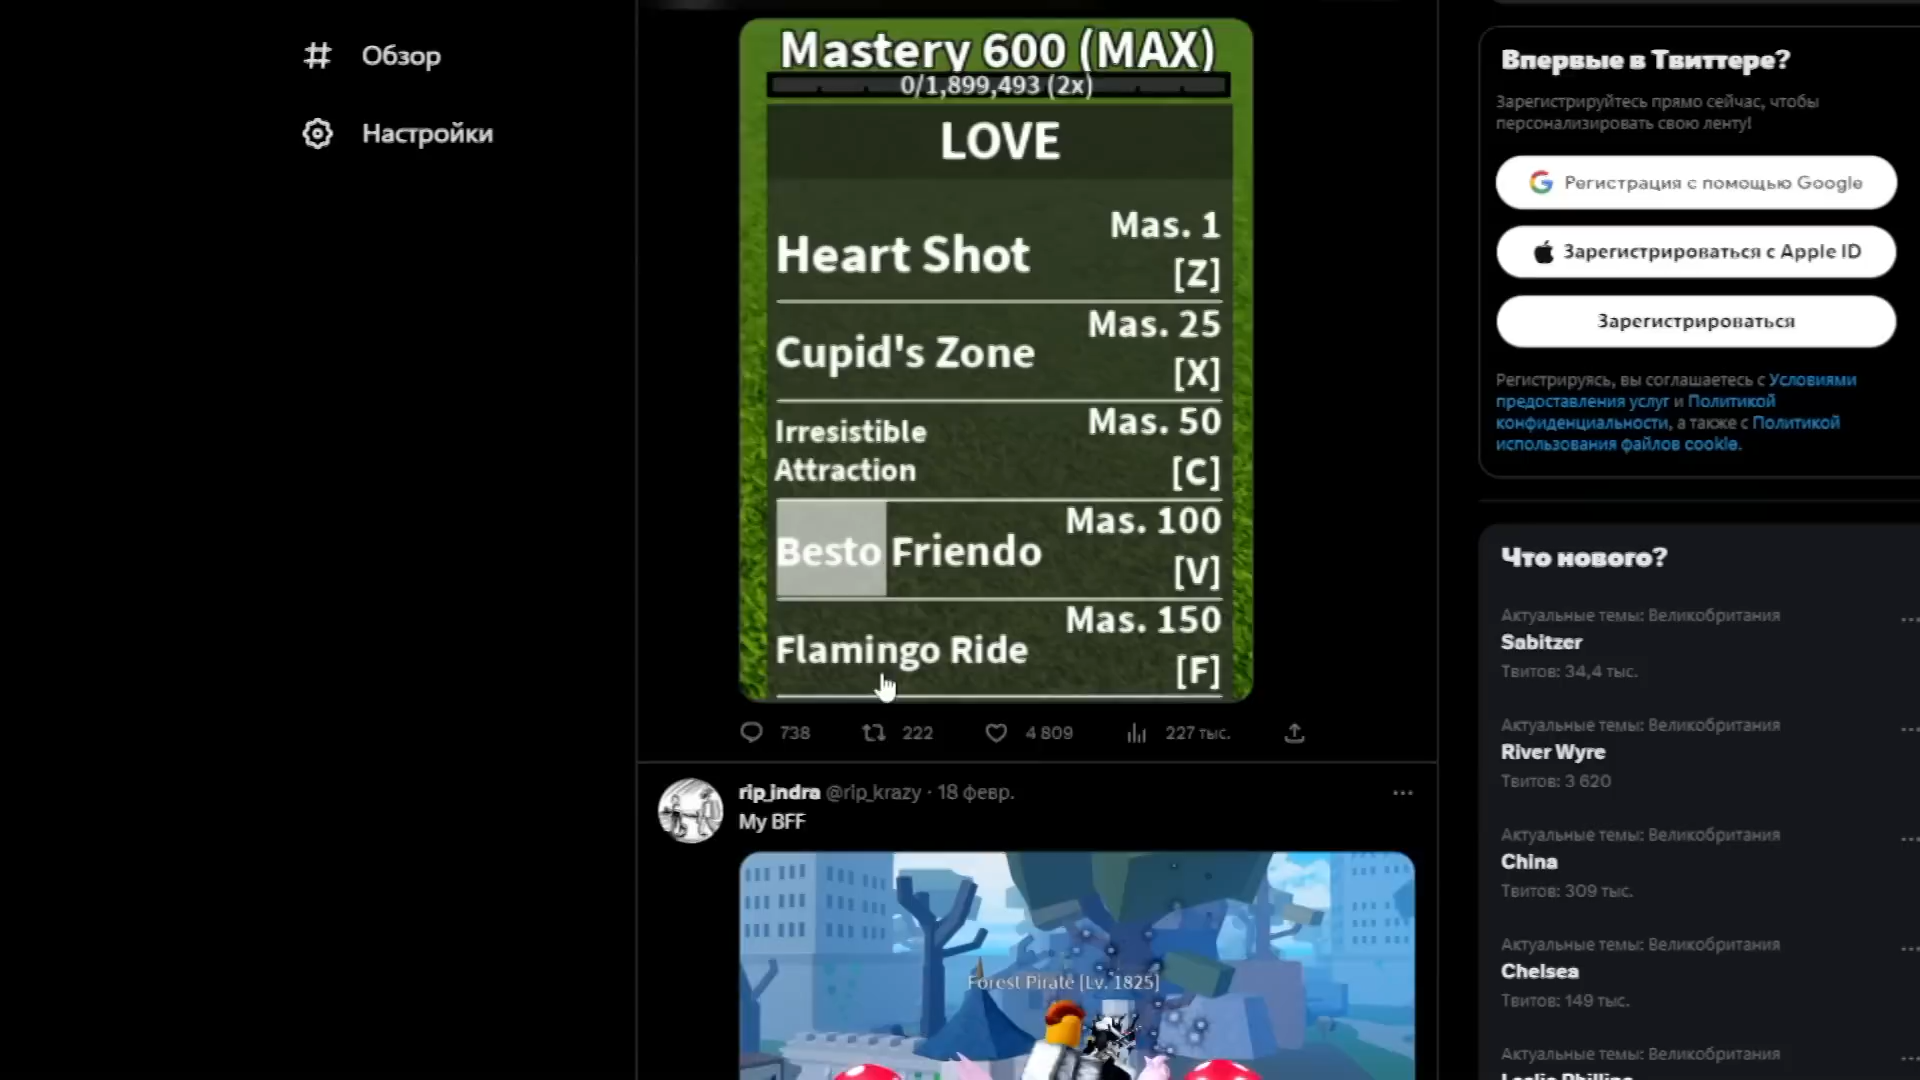 Обзор
Настройки
Mastery 600 (MAX)
0/1,899,493 (2x)
LOVE
Heart Shot
Mas. 1
[Z]
Cupid's Zone
Mas. 25
[X]
Irresistible
Attraction
Mas. 50
[C]
Besto Friendo
Mas. 100
[V]
Flamingo Ride
Mas. 150
[F]
738
222
4 809
227 тыс.
rip_indra @rip_krazy · 18 февр.
My BFF
Forest Pirate [Lv. 1825]
Впервые в Твиттере?
Зарегистрируйтесь прямо сейчас, чтобы
персонализировать свою ленту!
Регистрация с помощью Google
Зарегистрироваться с Apple ID
Зарегистрироваться
Регистрируясь, вы соглашаетесь с Условиями
предоставления услуг и Политикой
конфиденциальности, а также с Политикой
использования файлов cookie.
Что нового?
Актуальные темы: Великобритания
Sabitzer
Твитов: 34,4 тыс.
Актуальные темы: Великобритания
River Wyre
Твитов: 3 620
Актуальные темы: Великобритания
China
Твитов: 309 тыс.
Актуальные темы: Великобритания
Chelsea
Твитов: 149 тыс.
Актуальные темы: Великобритания